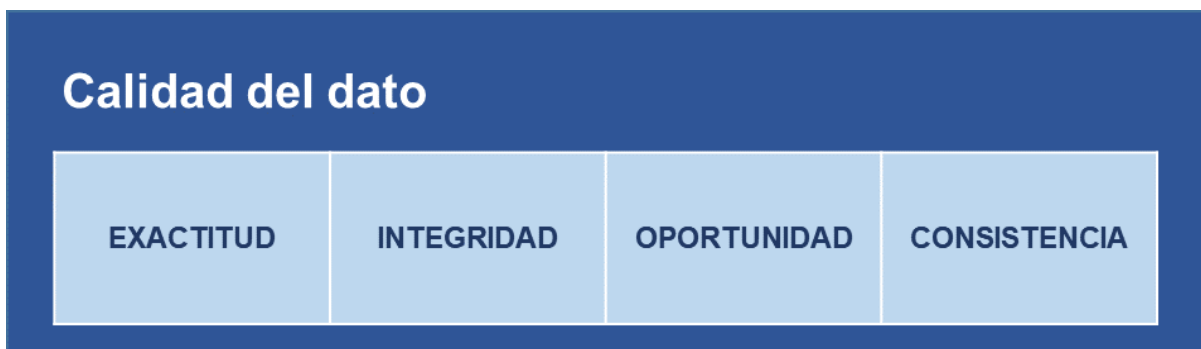 Calidad del dato
EXACTITUD INTEGRIDAD OPORTUNIDAD CONSISTENCIA